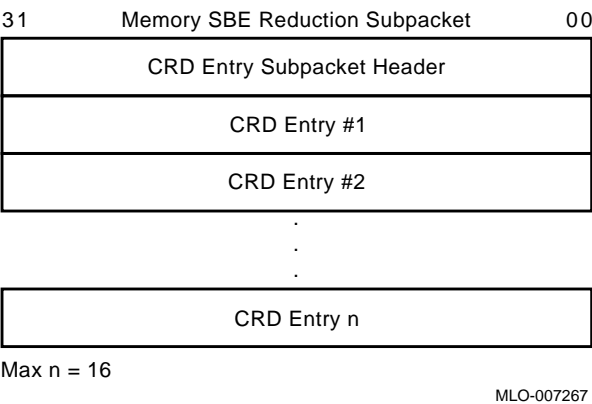 31 Memory SBE Reduction Subpacket 00
CRD Entry Subpacket Header
CRD Entry #1
CRD Entry #2
.
.
.
CRD Entry n
Max n = 16
MLO-007267